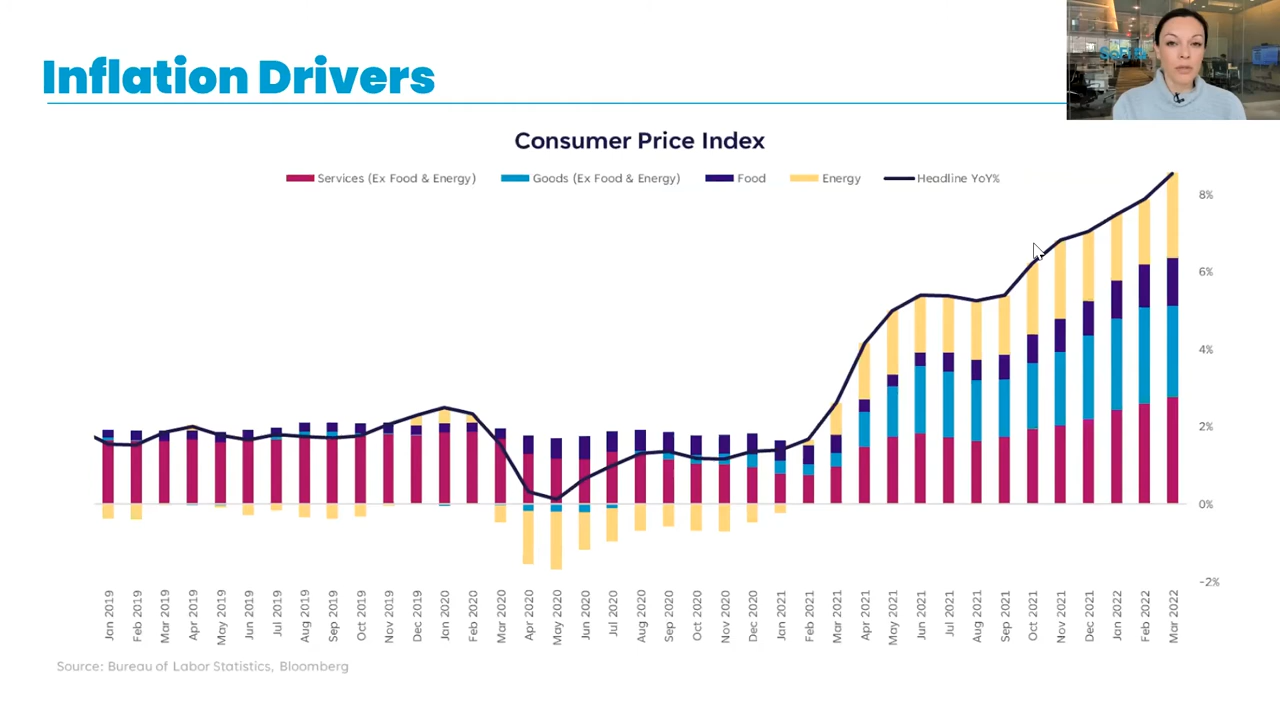 Inflation Drivers
Consumer Price Index
Services (Ex Food & Energy) Goods (Ex Food & Energy) Food Energy Headline YoY%
8%
6%
4%
2%
0%
-2%
Jan 2019 Feb 2019 Mar 2019 Apr 2019 May 2019 Jun 2019 Jul 2019 Aug 2019 Sep 2019 Oct 2019 Nov 2019 Dec 2019 Jan 2020 Feb 2020 Mar 2020 Apr 2020 May 2020 Jun 2020 Jul 2020 Aug 2020 Sep 2020 Oct 2020 Nov 2020 Dec 2020 Jan 2021 Feb 2021 Mar 2021 Apr 2021 May 2021 Jun 2021 Jul 2021 Aug 2021 Sep 2021 Oct 2021 Nov 2021 Dec 2021 Jan 2022 Feb 2022 Mar 2022
Source: Bureau of Labor Statistics, Bloomberg